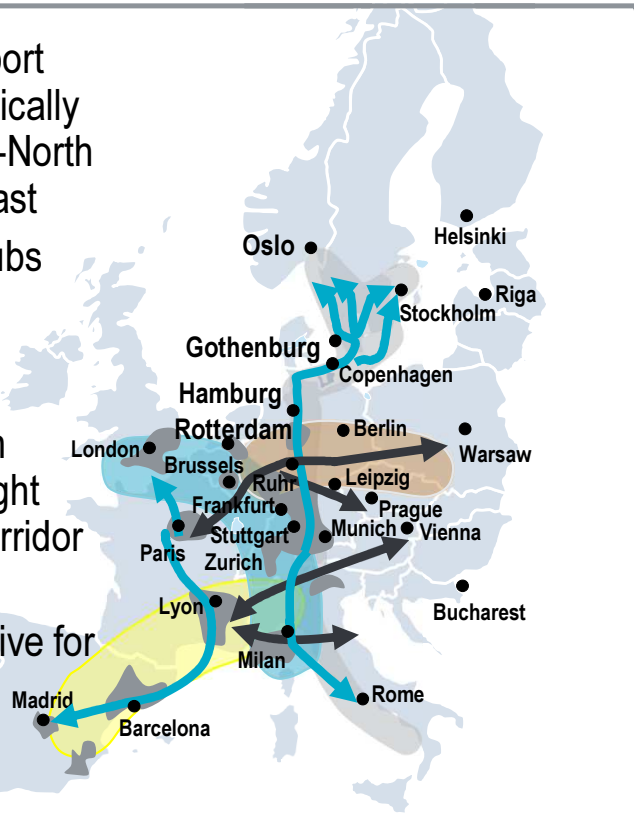 ort
ically
-North
ast
ubs
n
ght
rridor
ive for
Oslo
Helsinki
Riga
Stockholm
Gothenburg
Copenhagen
Hamburg
Rotterdam
Berlin
London
Warsaw
Brussels
Ruhr
Leipzig
Frankfurt
Prague
Paris
Stuttgart
Munich
Vienna
Zurich
Lyon
Bucharest
Milan
Madrid
Rome
Barcelona